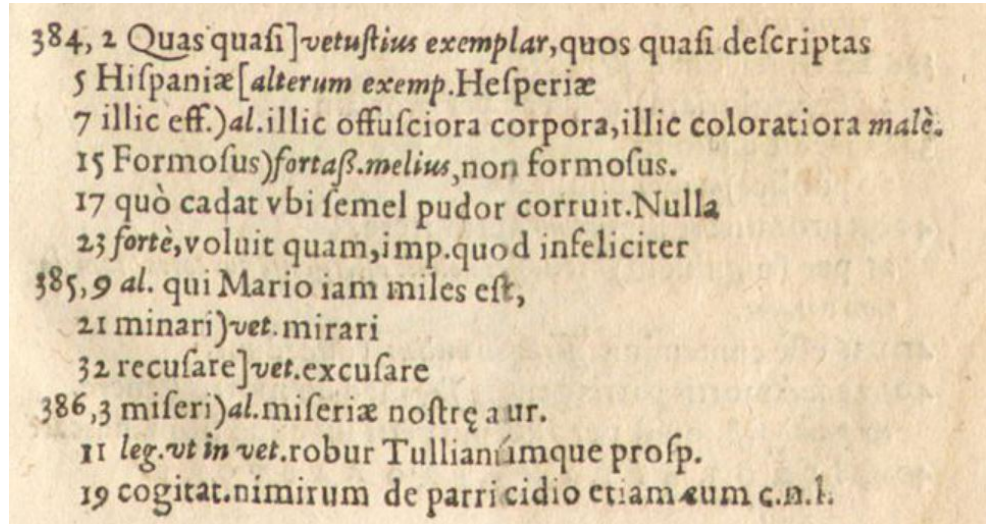 384, 2 Quas quaſi]vetuſtius exemplar,quos quaſi deſcriptas
5 Hiſpaniæ[alterum exemp.Heſperiæ
7 illic eff.)al.illic offuſciora corpora,illic coloratiora malè.
15 Formoſus)fortaß.melius,non formoſus.
17 quò cadat vbi ſemel pudor corruit.Nulla
23 fortè,voluit quam,imp.quod infeliciter
385,9 al. qui Mario iam miles eſt,
21 minari)vet.mirari
32 recuſare]vet.excuſare
386,3 miſeri)al.miſeriæ noſtrę aur.
11 leg.vt in vet.robur Tullianúmque proſp.
19 cogitat.nimirum de parricidio etiam cum c.n.l.